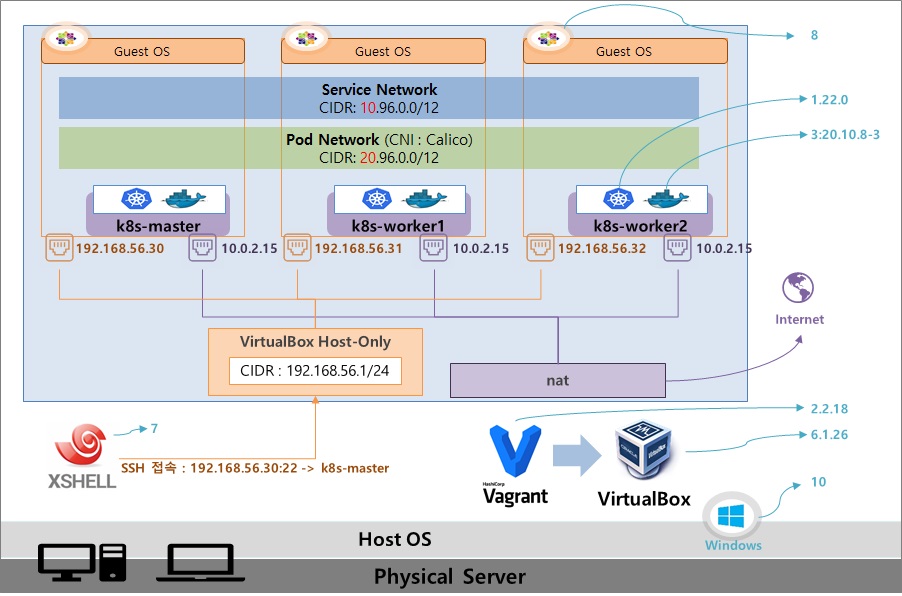 8
Guest OS
Guest OS
Guest OS
Service Network
CIDR: 10.96.0.0/12
1.22.0
Pod Network (CNI : Calico)
CIDR: 20.96.0.0/12
3:20.10.8-3
k8s-master
k8s-worker1
k8s-worker2
192.168.56.30
10.0.2.15
192.168.56.31
10.0.2.15
192.168.56.32
10.0.2.15
Internet
VirtualBox Host-Only
CIDR : 192.168.56.1/24
nat
2.2.18
7
6.1.26
XSHELL
SSH 접속 : 192.168.56.30:22 -> k8s-master
HashiCorp
Vagrant
VirtualBox
10
Windows
Host OS
Physical Server